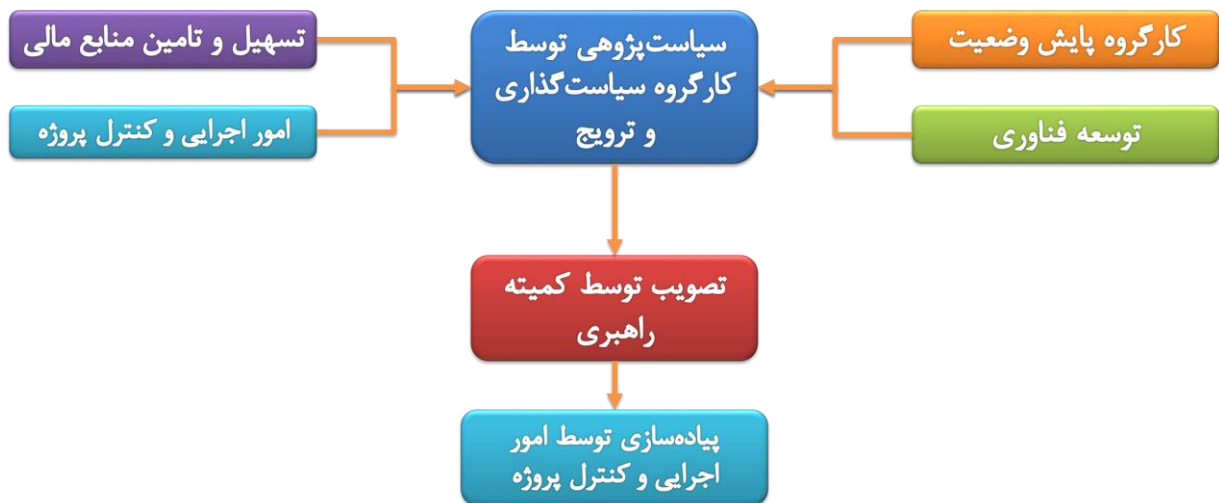 کارگروه پایش وضعیت
توسعه فناوری
سیاست‌پژوهی توسط
کارگروه سیاست‌گذاری
و ترویج
تسهیل و تامین منابع مالی
امور اجرایی و کنترل پروژه
تصویب توسط کمیته
راهبری
پیاده‌سازی توسط امور
اجرایی و کنترل پروژه